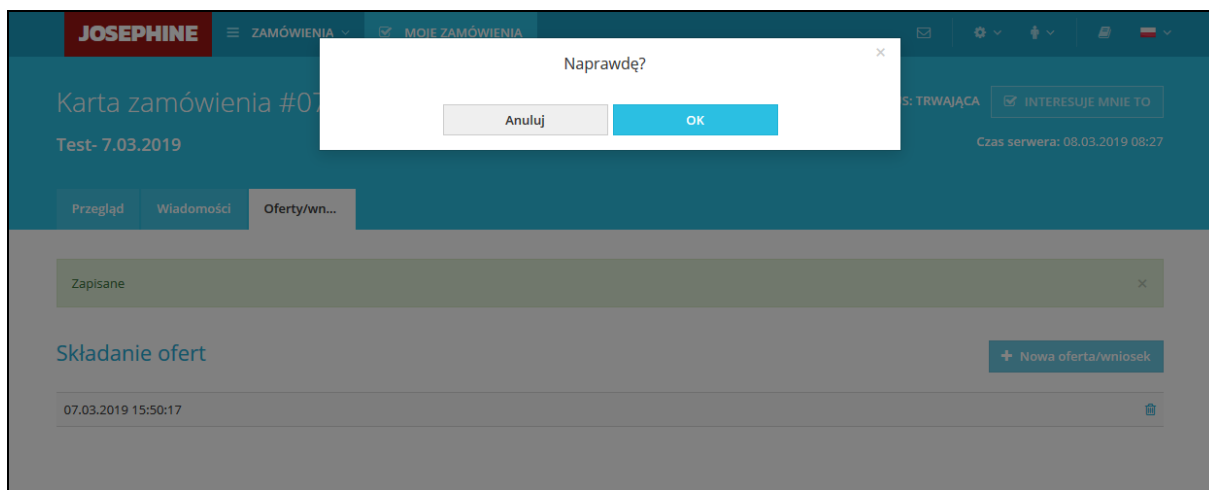 JOSEPHINE ZAMÓWIENIA MOJE ZAMÓWIENIA
Naprawdę?
Anuluj OK
Karta zamówienia #07
S: TRWAJĄCA INTERESUJE MNIE TO
Test- 7.03.2019
Czas serwera: 08.03.2019 08:27
Przegląd Wiadomości Oferty/wn...
Zapisane
Składanie ofert
+ Nowa oferta/wniosek
07.03.2019 15:50:17